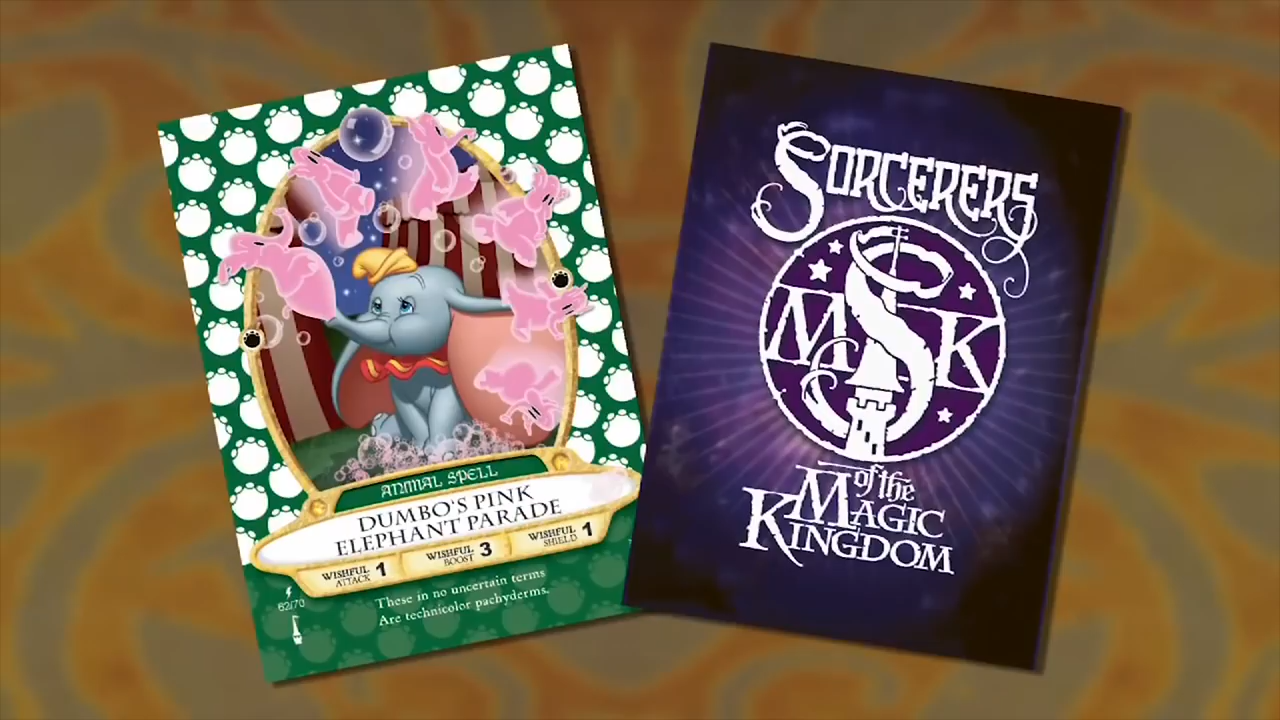 ANIMAL SPELL
DUMBO'S PINK
ELEPHANT PARADE
WISHFUL
ATTACK 1
WISHFUL
BOOST 3
WISHFUL
SHIELD 1
These in no uncertain terms
Are technicolor pachyderms.
62/70
SORCERERS
MSK
of the
MAGIC
KINGDOM